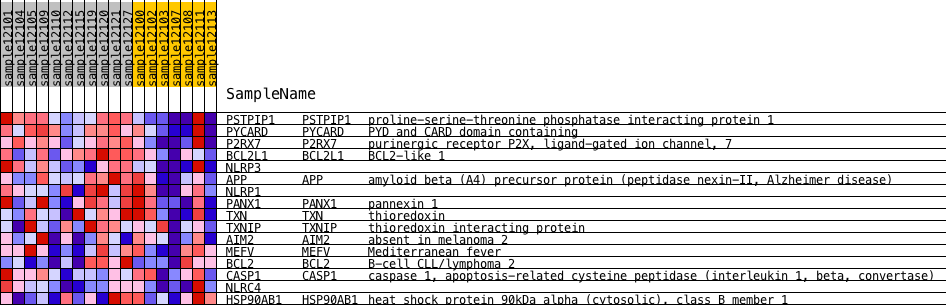 sample12101
sample12104
sample12105
sample12109
sample12110
sample12112
sample12115
sample12119
sample12120
sample12121
sample12127
sample12100
sample12102
sample12103
sample12107
sample12108
sample12111
sample12113
SampleName
PSTPIP1 PSTPIP1 proline-serine-threonine phosphatase interacting protein 1
PYCARD PYCARD PYD and CARD domain containing
P2RX7 P2RX7 purinergic receptor P2X, ligand-gated ion channel, 7
BCL2L1 BCL2L1 BCL2-like 1
NLRP3
APP APP amyloid beta (A4) precursor protein (peptidase nexin-II, Alzheimer disease)
NLRP1
PANX1 PANX1 pannexin 1
TXN TXN thioredoxin
TXNIP TXNIP thioredoxin interacting protein
AIM2 AIM2 absent in melanoma 2
MEFV MEFV Mediterranean fever
BCL2 BCL2 B-cell CLL/lymphoma 2
CASP1 CASP1 caspase 1, apoptosis-related cysteine peptidase (interleukin 1, beta, convertase)
NLRC4
HSP90AB1 HSP90AB1 heat shock protein 90kDa alpha (cytosolic), class B member 1